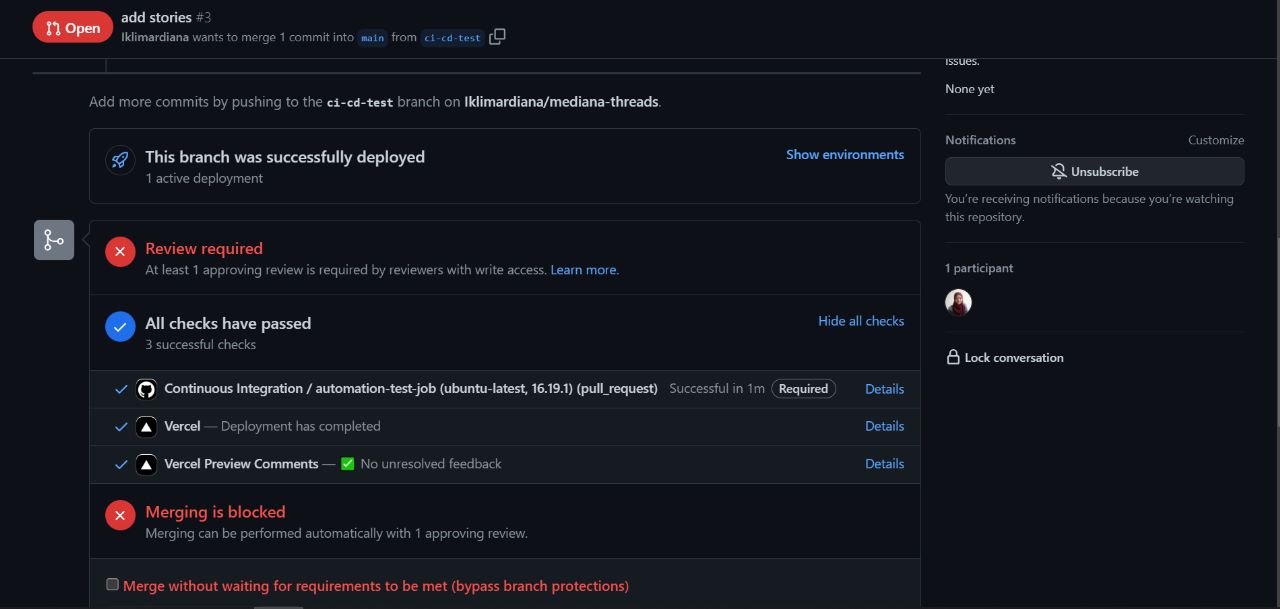 Open
add stories #3
Iklimardiana wants to merge 1 commit into main from ci-cd-test
Add more commits by pushing to the ci-cd-test branch on Iklimardiana/mediana-threads.
This branch was successfully deployed
1 active deployment
Show environments
Review required
At least 1 approving review is required by reviewers with write access. Learn more.
All checks have passed
3 successful checks
Hide all checks
Continuous Integration / automation-test-job (ubuntu-latest, 16.19.1) (pull_request) Successful in 1m Required Details
Vercel — Deployment has completed Details
Vercel Preview Comments — ✅ No unresolved feedback Details
Merging is blocked
Merging can be performed automatically with 1 approving review.
Merge without waiting for requirements to be met (bypass branch protections)
issues.
None yet
Notifications Customize
Unsubscribe
You're receiving notifications because you're watching
this repository.
1 participant
Lock conversation